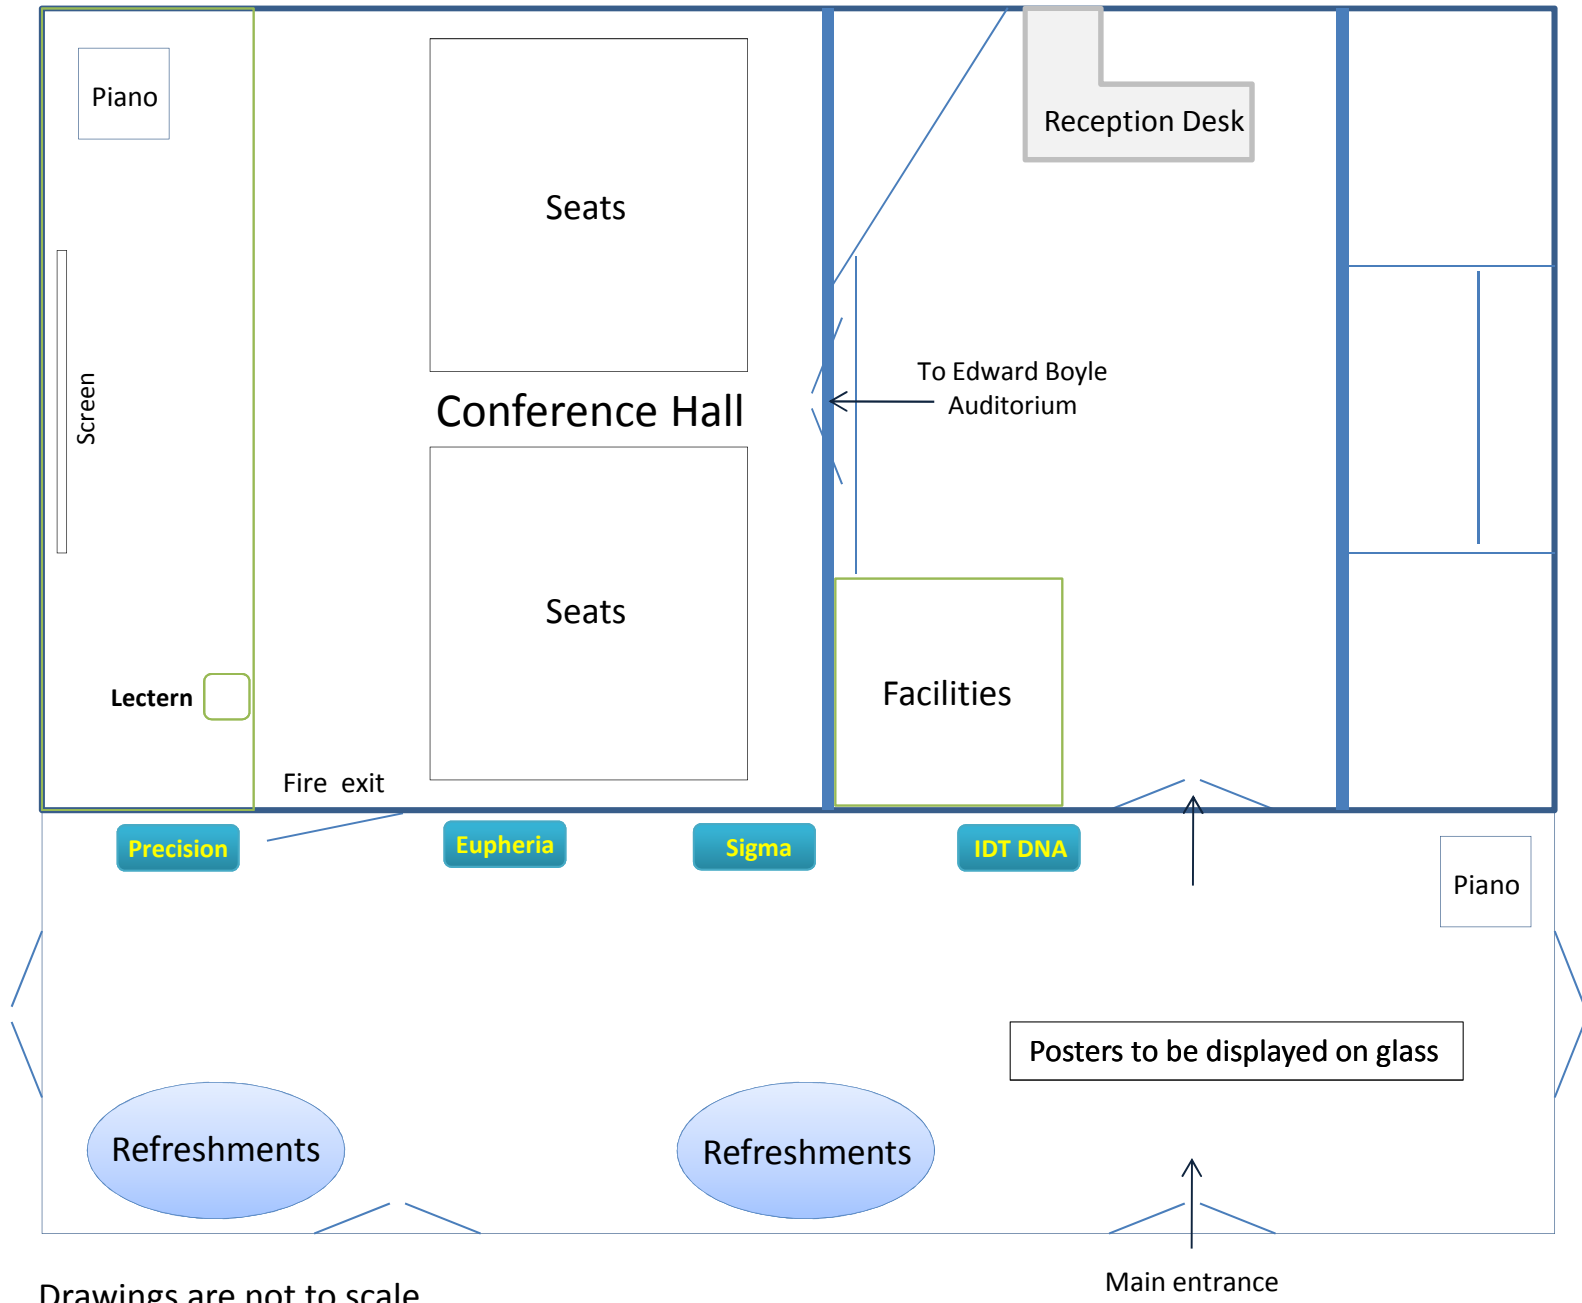 Piano
Reception Desk
Seats
Screen
To Edward Boyle
Auditorium
Conference Hall
Seats
Facilities
Lectern
Fire  exit
Precision
Eupheria
Sigma
IDT DNA
Piano
Posters to be displayed on glass
Refreshments
Refreshments
Main entrance
Drawings are not to scale